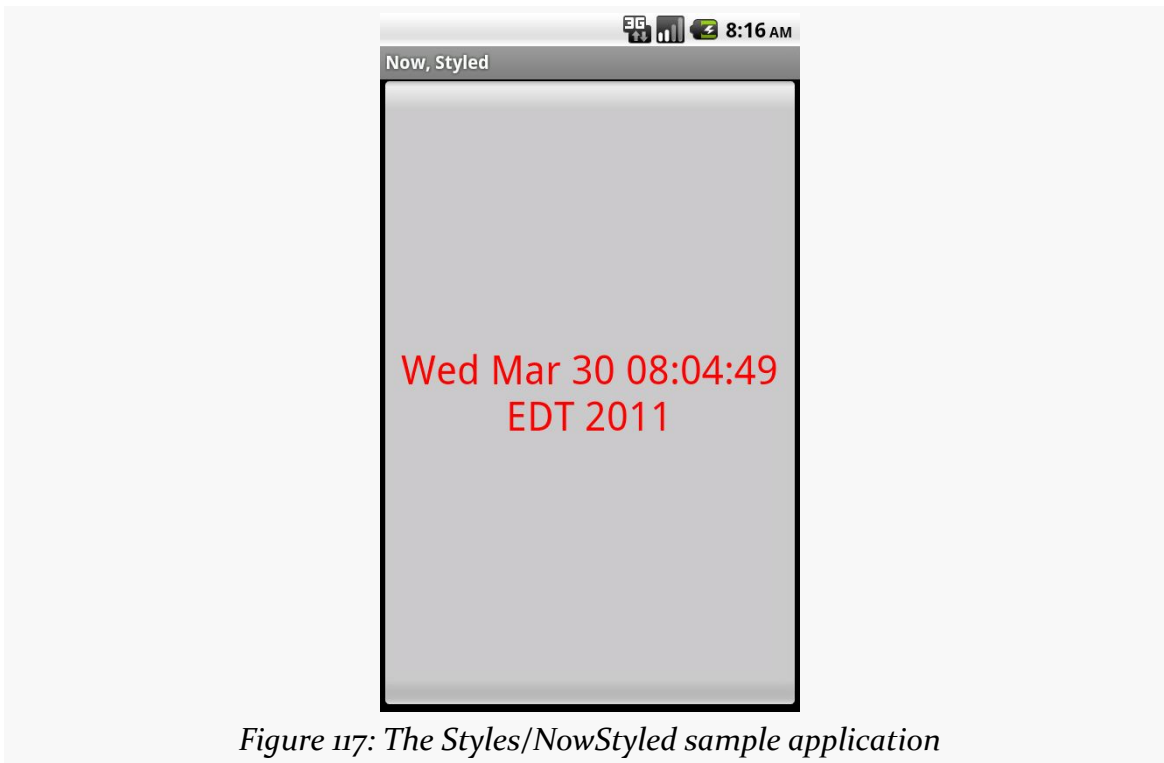 3G
8:16 AM
Now, Styled
Wed Mar 30 08:04:49
EDT 2011
Figure 117: The Styles/NowStyled sample application